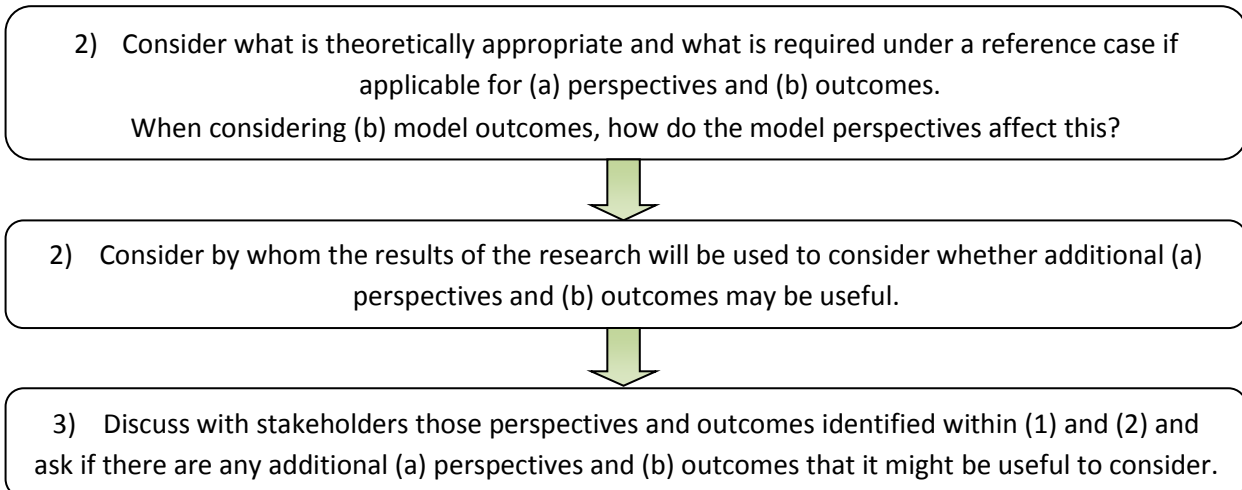 2) Consider what is theoretically appropriate and what is required under a reference case if
applicable for (a) perspectives and (b) outcomes.
When considering (b) model outcomes, how do the model perspectives affect this?
2) Consider by whom the results of the research will be used to consider whether additional (a)
perspectives and (b) outcomes may be useful.
3) Discuss with stakeholders those perspectives and outcomes identified within (1) and (2) and
ask if there are any additional (a) perspectives and (b) outcomes that it might be useful to consider.